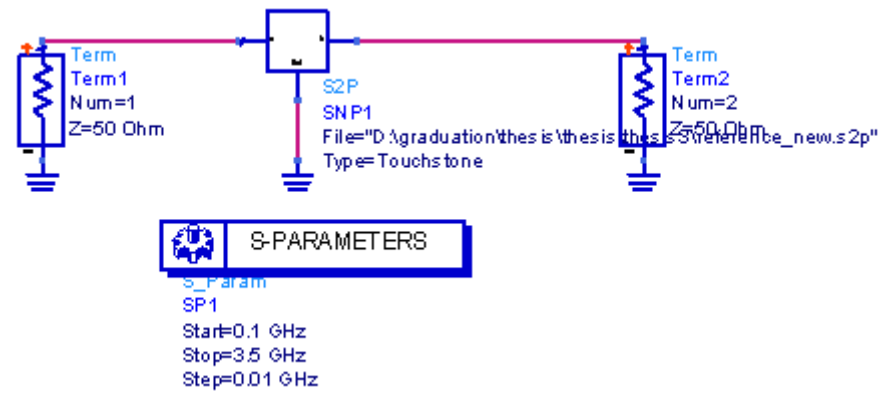 Term
Term1
Num=1
Z=50 Ohm
S2P
SNP1
File="D:\graduation\thesis\thesis\thesis3\reference_new.s2p"
Type=Touchstone
Term
Term2
Num=2
Z=50 Ohm
S-PARAMETERS
S_Param
SP1
Start=0.1 GHz
Stop=3.5 GHz
Step=0.01 GHz